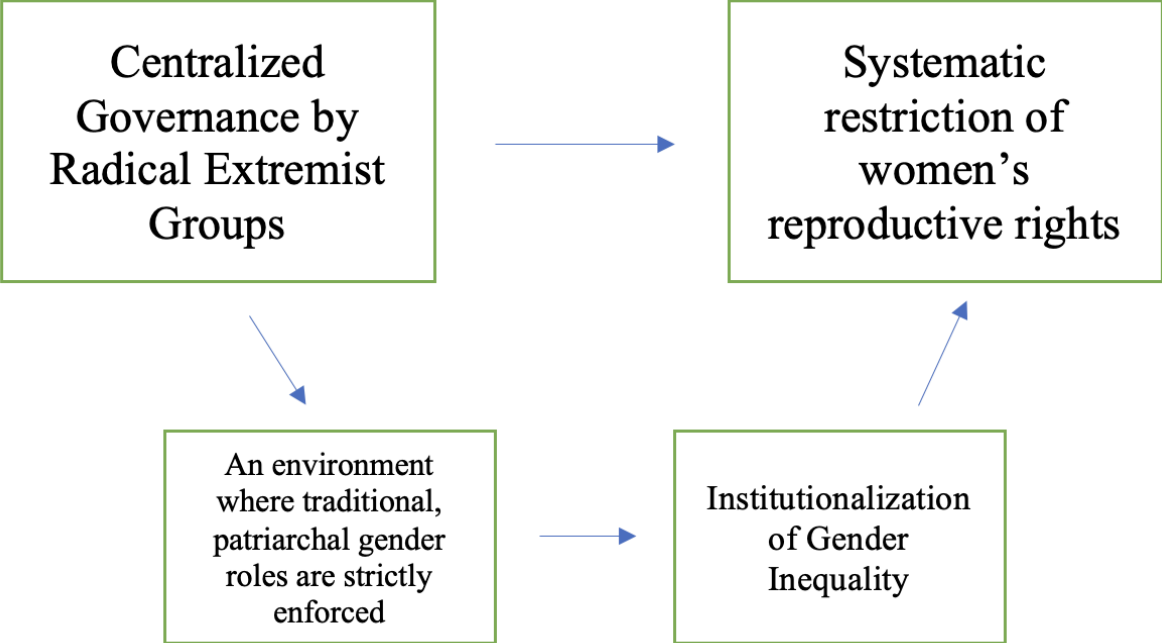 Centralized
Governance by
Radical Extremist
Groups
Systematic
restriction of
women’s
reproductive rights
An environment
where traditional,
patriarchal gender
roles are strictly
enforced
Institutionalization
of Gender
Inequality